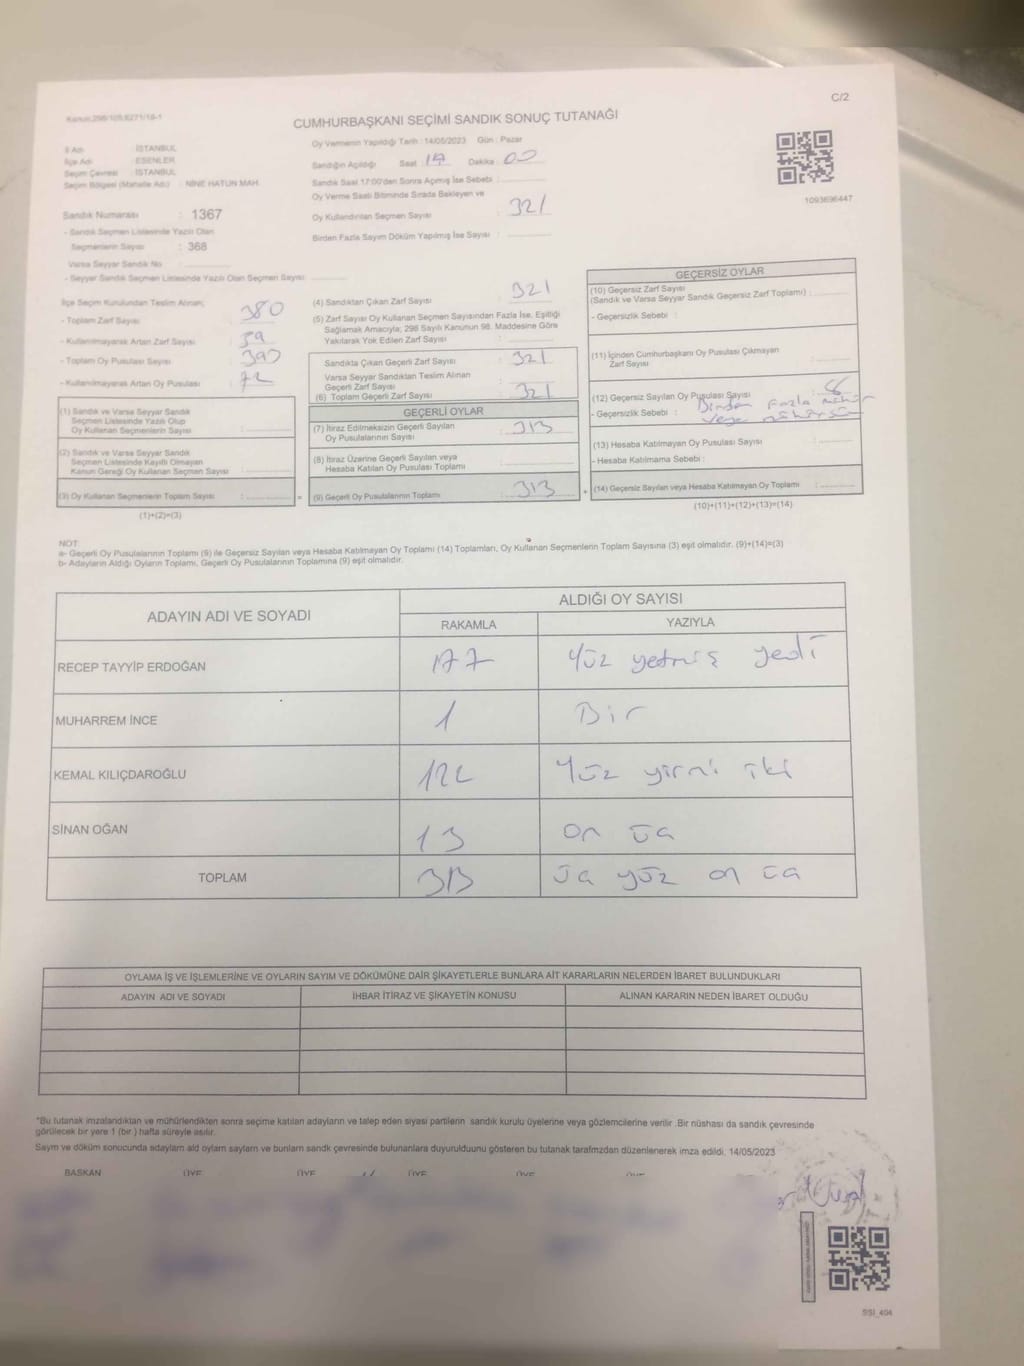 C/2
Kanun:298/105,6271/18-1
CUMHURBAŞKANI SEÇİMİ SANDIK SONUÇ TUTANAĞI
İl Adı : İSTANBUL
İlçe Adı : ESENLER
Seçim Çevresi : İSTANBUL
Seçim Bölgesi (Mahalle Adı) : NİNE HATUN MAH.
Sandık Numarası : 1367
- Sandık Seçmen Listesinde Yazılı Olan
Seçmenlerin Sayısı : 368
Varsa Seyyar Sandık No :
- Seyyar Sandık Seçmen Listesinde Yazılı Olan Seçmen Sayısı :
Oy Vermenin Yapıldığı Tarih : 14/05/2023 Gün : Pazar
Sandığın Açıldığı Saat : 17 Dakika : 00
Sandık Saat 17:00'den Sonra Açımış İse Sebebi :
Oy Verme Saati Bitiminde Sırada Bekleyen ve
Oy Kullandırılan Seçmen Sayısı : 321
Birden Fazla Sayım Döküm Yapılmış İse Sayısı :
1093696447
İlçe Seçim Kurulundan Teslim Alınan;
- Toplam Zarf Sayısı : 380
- Kullanılmayarak Artan Zarf Sayısı : 59
- Toplam Oy Pusulası Sayısı : 390
- Kullanılmayarak Artan Oy Pusulası : 72
(1) Sandık ve Varsa Seyyar Sandık
Seçmen Listesinde Yazılı Olup
Oy Kullanan Seçmenlerin Sayısı :
(2) Sandık ve Varsa Seyyar Sandık
Seçmen Listesinde Kayıtlı Olmayan
Kanun Gereği Oy Kullanan Seçmen Sayısı :
(3) Oy Kullanan Seçmenlerin Toplam Sayısı : =
(1)+(2)=(3)
(4) Sandıktan Çıkan Zarf Sayısı : 321
(5) Zarf Sayısı Oy Kullanan Seçmen Sayısından Fazla İse, Eşitliği
Sağlamak Amacıyla; 298 Sayılı Kanunun 98. Maddesine Göre
Yakılarak Yok Edilen Zarf Sayısı :
Sandıkta Çıkan Geçerli Zarf Sayısı : 321
Varsa Seyyar Sandıktan Teslim Alınan
Geçerli Zarf Sayısı :
(6) Toplam Geçerli Zarf Sayısı : 321
GEÇERLİ OYLAR
(7) İtiraz Edilmeksizin Geçerli Sayılan
Oy Pusulalarının Sayısı : 313
(8) İtiraz Üzerine Geçerli Sayılan veya
Hesaba Katılan Oy Pusulası Toplamı :
(9) Geçerli Oy Pusulalarının Toplamı : 313 +
GEÇERSİZ OYLAR
(10) Geçersiz Zarf Sayısı
(Sandık ve Varsa Seyyar Sandık Geçersiz Zarf Toplamı) :
- Geçersizlik Sebebi :
(11) İçinden Cumhurbaşkanı Oy Pusulası Çıkmayan
Zarf Sayısı :
(12) Geçersiz Sayılan Oy Pusulası Sayısı : 8
- Geçersizlik Sebebi : Birden Fazla mühür
veya
(13) Hesaba Katılmayan Oy Pusulası Sayısı :
- Hesaba Katılmama Sebebi :
(14) Geçersiz Sayılan veya Hesaba Katılmayan Oy Toplamı :
(10)+(11)+(12)+(13)=(14)
NOT:
a- Geçerli Oy Pusulalarının Toplamı (9) ile Geçersiz Sayılan veya Hesaba Katılmayan Oy Toplamı (14) Toplamları, Oy Kullanan Seçmenlerin Toplam Sayısına (3) eşit olmalıdır. (9)+(14)=(3)
b- Adayların Aldığı Oyların Toplamı, Geçerli Oy Pusulalarının Toplamına (9) eşit olmalıdır.
ADAYIN ADI VE SOYADI
ALDIĞI OY SAYISI
RAKAMLA YAZIYLA
RECEP TAYYİP ERDOĞAN 177 Yüz yetmiş yedi
MUHARREM İNCE 1 Bir
KEMAL KILIÇDAROĞLU 122 Yüz yirmi iki
SİNAN OĞAN 13 on üç
TOPLAM 313 üç yüz on üç
OYLAMA İŞ VE İŞLEMLERİNE VE OYLARIN SAYIM VE DÖKÜMÜNE DAİR ŞİKAYETLERLE BUNLARA AİT KARARLARIN NELERDEN İBARET BULUNDUKLARI
ADAYIN ADI VE SOYADI İHBAR İTİRAZ VE ŞİKAYETİN KONUSU ALINAN KARARIN NEDEN İBARET OLDUĞU
*Bu tutanak imzalandıktan ve mühürlendikten sonra seçime katılan adayların ve talep eden siyasi partilerin sandık kurulu üyelerine veya gözlemcilerine verilir .Bir nüshası da sandık çevresinde
görülecek bir yere 1 (bir ) hafta süreyle asılır.
Sayım ve döküm sonucunda adayların ald oyların sayların ve bunların sandk çevresinde bulunanlara duyurulduunu gösteren bu tutanak tarafmzdan düzenlenerek imza edildi. 14/05/2023
BAŞKAN ÜYE ÜYE ÜYE ÜYE
SSI_404